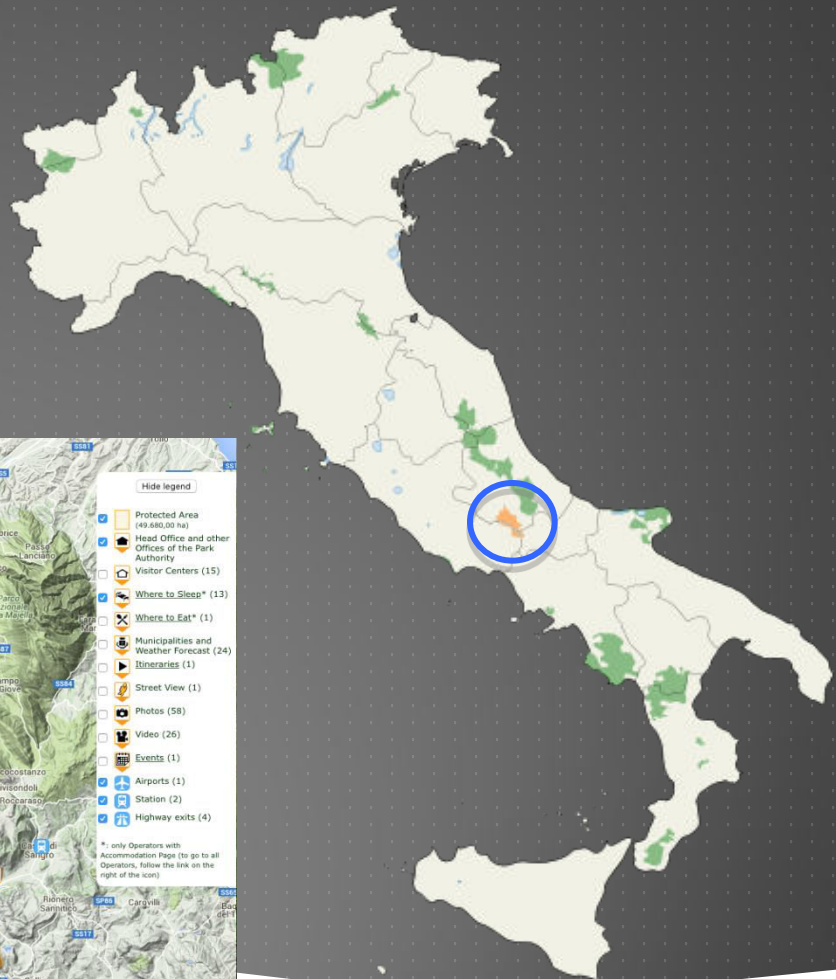 SS81
Hide legend
Protected Area
(49.680,00 ha)
Head Office and other
Offices of the Park
Authority
Visitor Centers (15)
Where to Sleep* (13)
Where to Eat* (1)
Municipalities and
Weather Forecast (24)
Itineraries (1)
Street View (1)
Photos (58)
Video (26)
Events (1)
Airports (1)
Station (2)
Highway exits (4)
*: only Operators with
Accommodation Page (to go to all
Operators, follow the link on the
right of the icon)
Passo
Lanciano
Parco
a Majella
SS84
Giove
Roccaraso
di
Sangro
Rionero
Sannitico
SP86
Carovilli
SS17